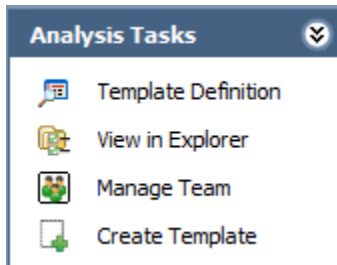 Analysis Tasks
Template Definition
View in Explorer
Manage Team
Create Template